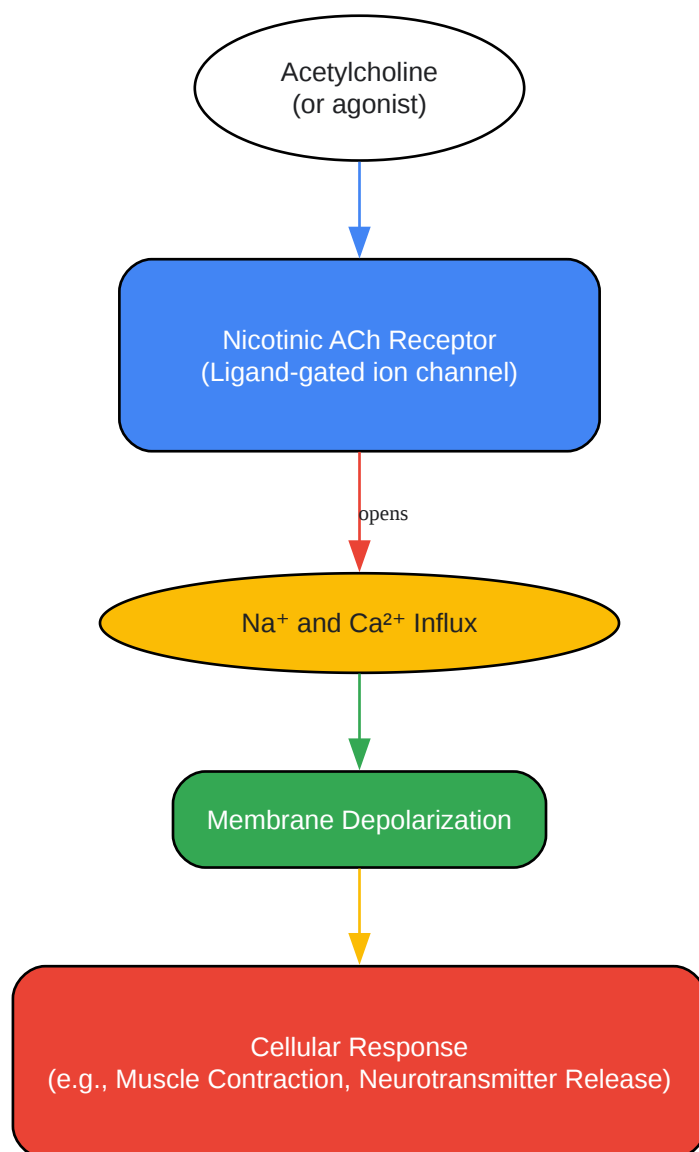 Acetylcholine
(or agonist)
Nicotinic ACh Receptor
(Ligand-gated ion channel)
opens
Na⁺ and Ca²⁺ Influx
Membrane Depolarization
Cellular Response
(e.g., Muscle Contraction, Neurotransmitter Release)